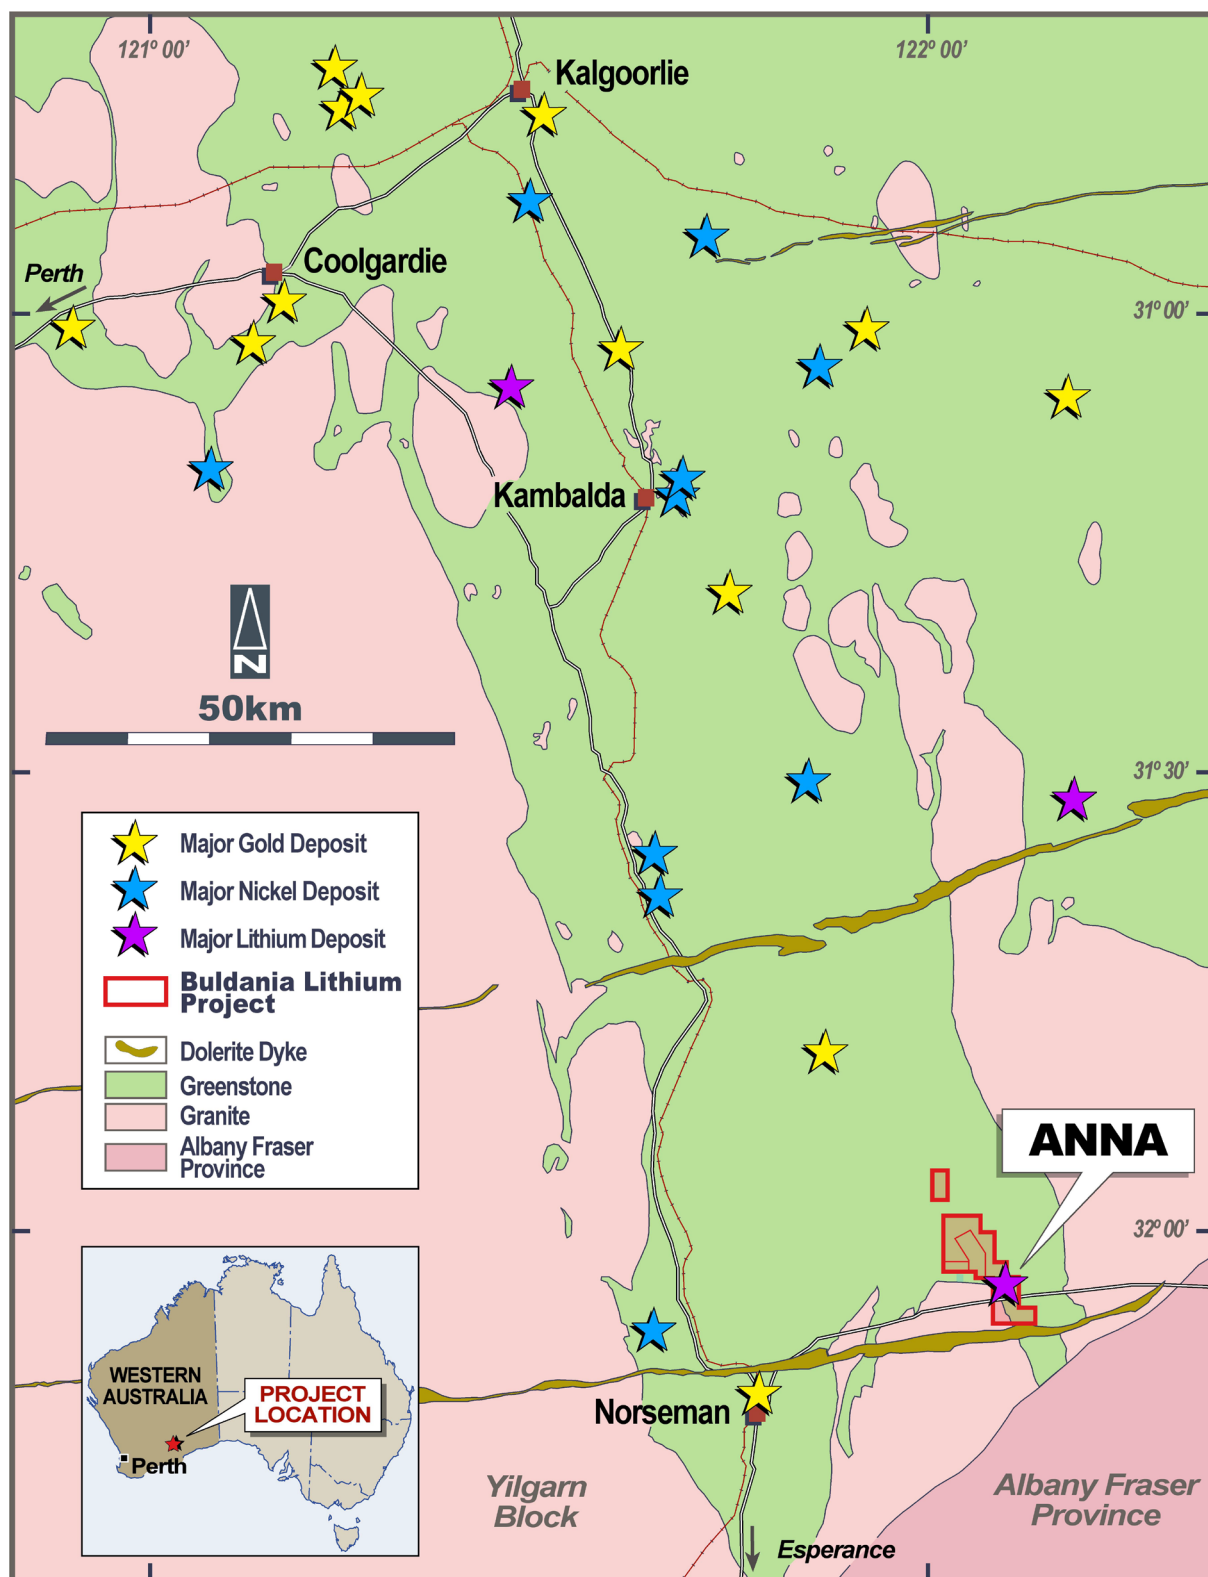 121° 00'
122° 00'
Kalgoorlie
Coolgardie
Perth
31° 00'
Kambalda
N
50km
31° 30'
Major Gold Deposit
Major Nickel Deposit
Major Lithium Deposit
Buldania Lithium
Project
Dolerite Dyke
Greenstone
Granite
Albany Fraser
Province
ANNA
32° 00'
WESTERN
AUSTRALIA
PROJECT
LOCATION
Perth
Norseman
Yilgarn
Block
Albany Fraser
Province
Esperance